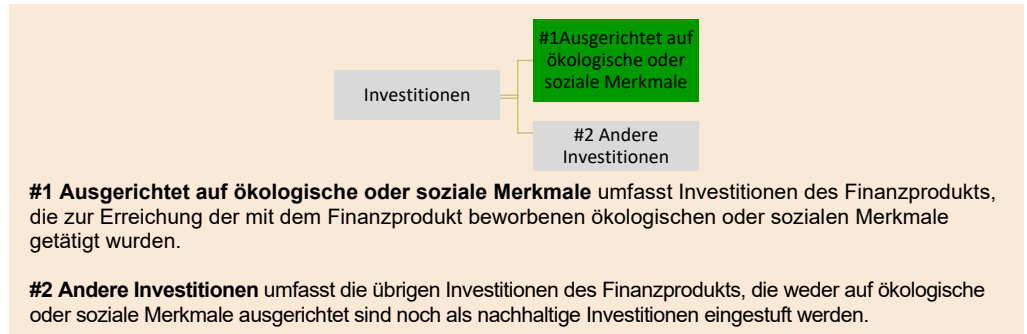 #1Ausgerichtet auf
ökologische oder
soziale Merkmale
Investitionen
#2 Andere
Investitionen
#1 Ausgerichtet auf ökologische oder soziale Merkmale umfasst Investitionen des Finanzprodukts,
die zur Erreichung der mit dem Finanzprodukt beworbenen ökologischen oder sozialen Merkmale
getätigt wurden.
#2 Andere Investitionen umfasst die übrigen Investitionen des Finanzprodukts, die weder auf ökologische
oder soziale Merkmale ausgerichtet sind noch als nachhaltige Investitionen eingestuft werden.